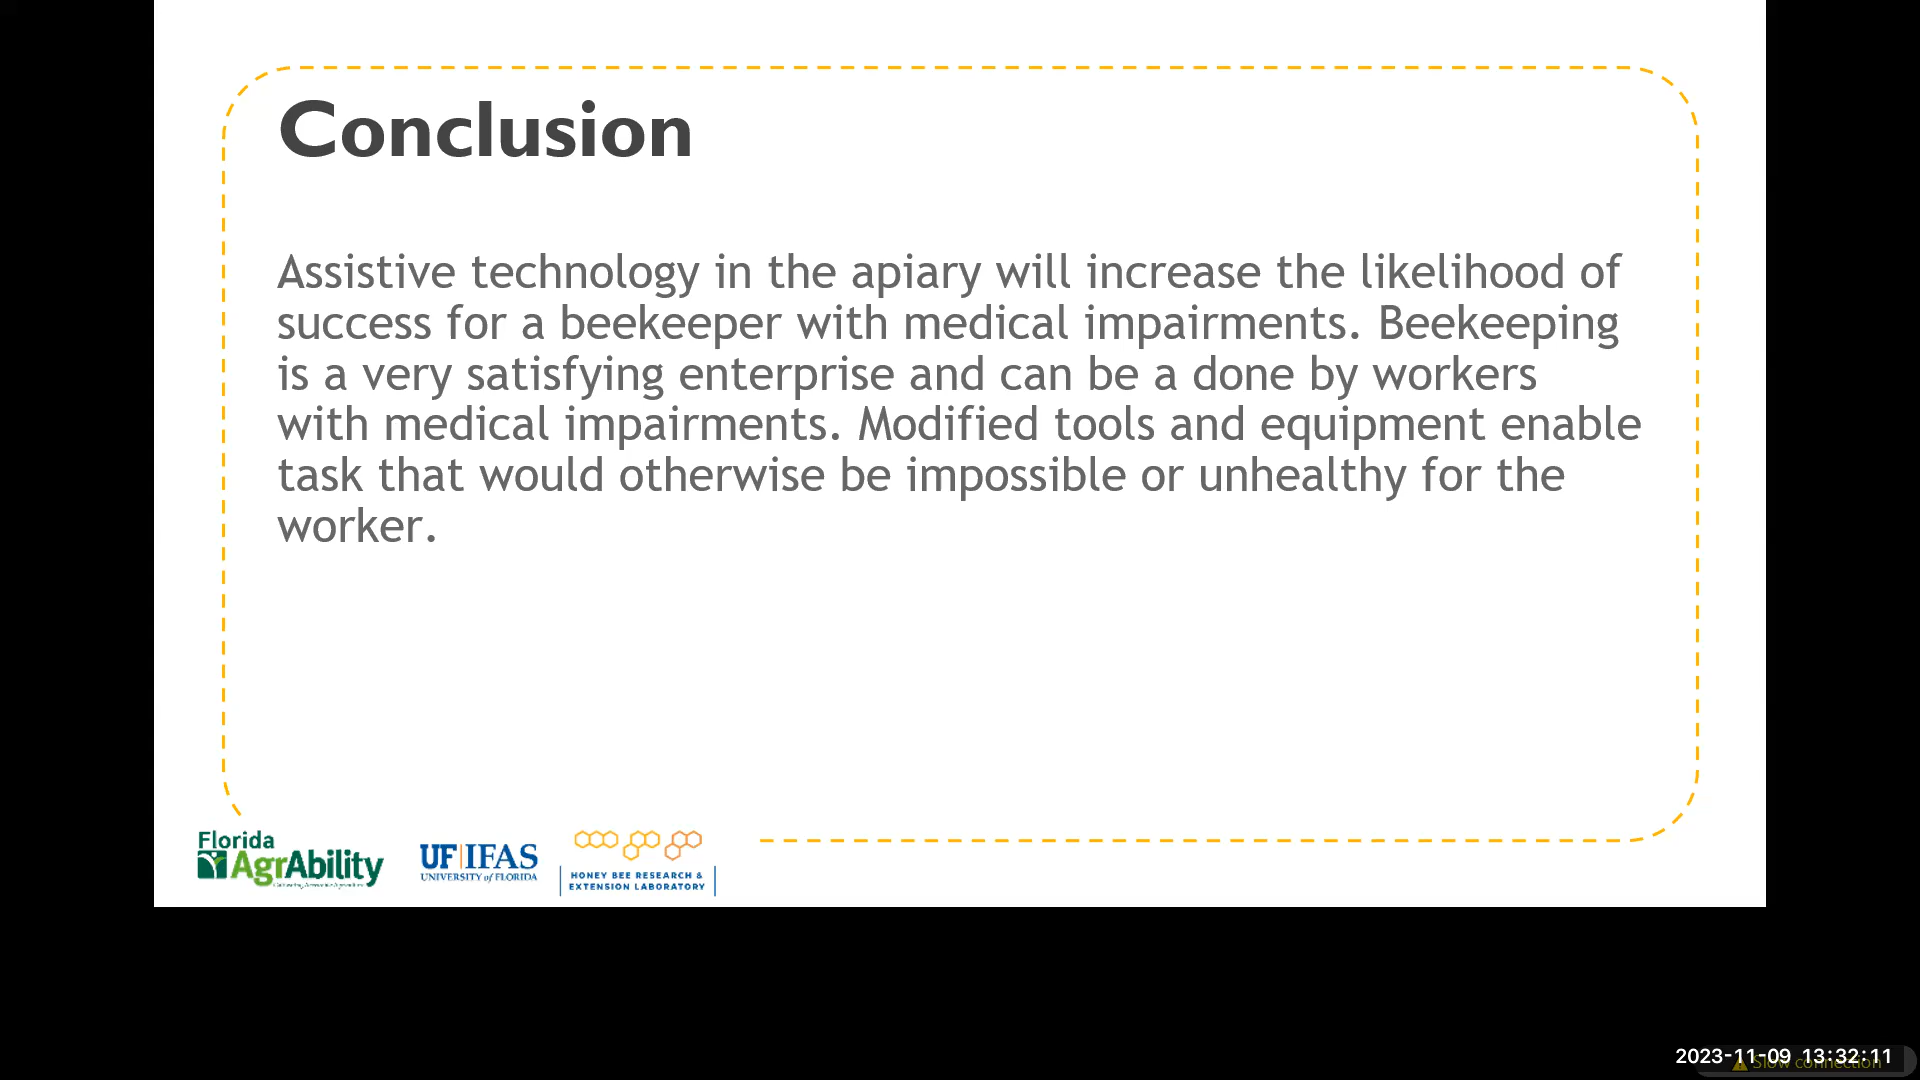 Conclusion
Assistive technology in the apiary will increase the likelihood of
success for a beekeeper with medical impairments. Beekeeping
is a very satisfying enterprise and can be a done by workers
with medical impairments. Modified tools and equipment enable
task that would otherwise be impossible or unhealthy for the
worker.
Florida
AgrAbility
UF|IFAS
UNIVERSITY of FLORIDA
HONEY BEE RESEARCH &
EXTENSION LABORATORY
2023-11-09 13:32:11
Slow connection